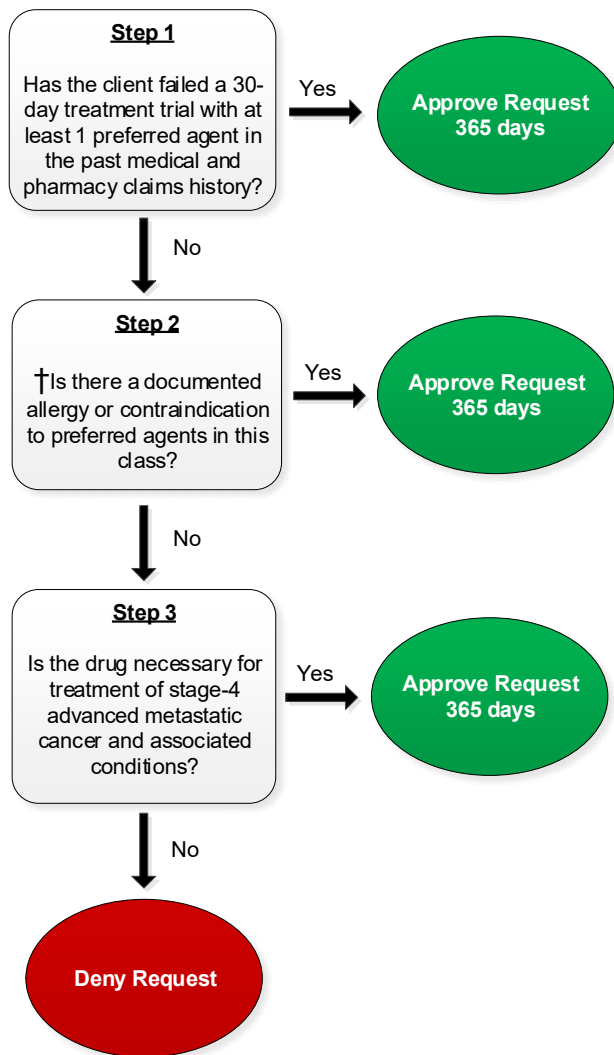 Step 1
Has the client failed a 30-
day treatment trial with at
least 1 preferred agent in
the past medical and
pharmacy claims history?
Yes
Approve Request
365 days
No
Step 2
†Is there a documented
allergy or contraindication
to preferred agents in this
class?
Yes
Approve Request
365 days
No
Step 3
Is the drug necessary for
treatment of stage-4
advanced metastatic
cancer and associated
conditions?
Yes
Approve Request
365 days
No
Deny Request